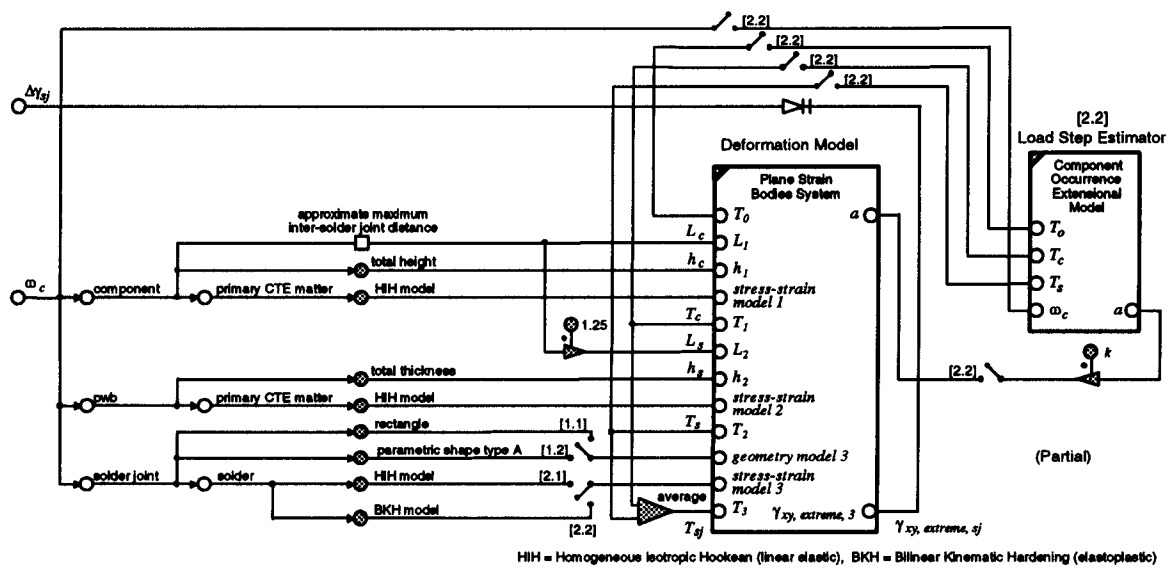 [2.2]
[2.2]
[2.2]
[2.2]
Δγsj
[2.2]
Load Step Estimator
Deformation Model
Component
Occurrence
Extensional
Model
Plane Strain
Bodies System
approximate maximum
inter-solder joint distance
T0
a
To
Lc
L1
Tc
total height
hc
h1
Ts
ωc
component
primary CTE matter
HIH model
stress-strain
model 1
ωc
a
1.25
Tc
T1
Ls
L2
k
total thickness
hs
h2
[2.2]
pwb
primary CTE matter
HIH model
stress-strain
model 2
rectangle
[1.1]
Ts
T2
parametric shape type A
[1.2]
geometry model 3
(Partial)
solder joint
solder
HIH model
[2.1]
stress-strain
model 3
average
BKH model
[2.2]
Tsj
T3
γxy, extreme, 3
γxy, extreme, sj
HIH = Homogeneous Isotropic Hookean (linear elastic), BKH = Bilinear Kinematic Hardening (elastoplastic)